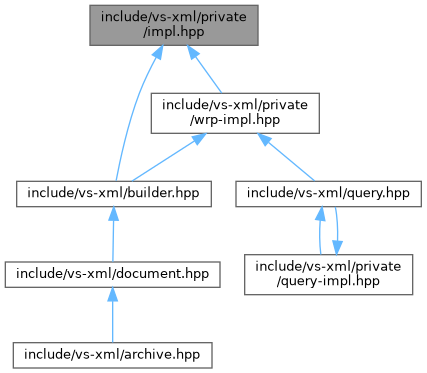 include/vs-xml/private
/impl.hpp
include/vs-xml/private
/wrp-impl.hpp
include/vs-xml/builder.hpp
include/vs-xml/query.hpp
include/vs-xml/document.hpp
include/vs-xml/private
/query-impl.hpp
include/vs-xml/archive.hpp